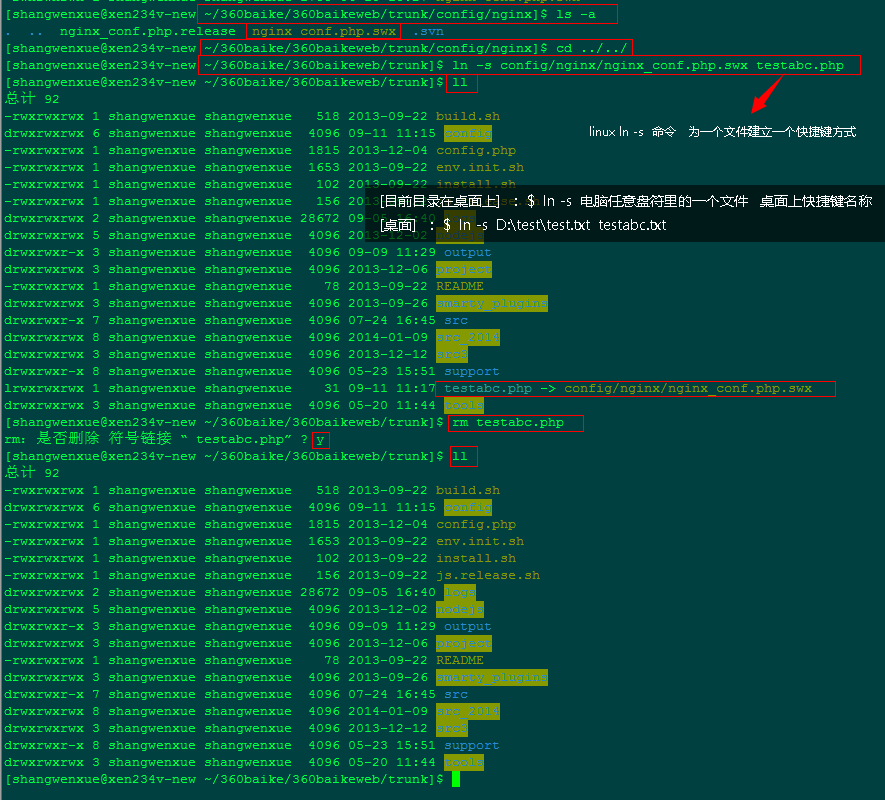 [shangwenxue@xen234v-new ~/360baike/360baikeweb/trunk/config/nginx]$ ls -a
.  ..  nginx_conf.php.release  nginx_conf.php.swx  .svn
[shangwenxue@xen234v-new ~/360baike/360baikeweb/trunk/config/nginx]$ cd ../../
[shangwenxue@xen234v-new ~/360baike/360baikeweb/trunk]$ ln -s config/nginx/nginx_conf.php.swx testabc.php
[shangwenxue@xen234v-new ~/360baike/360baikeweb/trunk]$ ll
总计 92
-rwxrwxrwx 1 shangwenxue shangwenxue   518 2013-09-22 build.sh
drwxrwxrwx 6 shangwenxue shangwenxue  4096 09-11 11:15 config
linux ln -s 命令 为一个文件建立一个快捷键方式
-rwxrwxrwx 1 shangwenxue shangwenxue  1815 2013-12-04 config.php
-rwxrwxrwx 1 shangwenxue shangwenxue  1653 2013-09-22 env.init.sh
-rwxrwxrwx 1 shangwenxue shangwenxue   102 2013-09-22 install.sh
-rwxrwxrwx 1 shangwenxue shangwenxue   156 2013-09-22
[目前目录在桌面上] : $ ln -s 电脑任意盘符里的一个文件 桌面上快捷键名称
drwxrwxrwx 2 shangwenxue shangwenxue 28672 09-05 16:40
[桌面] : $ ln -s D:\test\test.txt testabc.txt
drwxrwxrwx 5 shangwenxue shangwenxue  4096 2013-12-02
drwxrwxr-x 3 shangwenxue shangwenxue  4096 09-09 11:29 output
drwxrwxrwx 3 shangwenxue shangwenxue  4096 2013-12-06 project
-rwxrwxrwx 1 shangwenxue shangwenxue    78 2013-09-22 README
drwxrwxrwx 3 shangwenxue shangwenxue  4096 2013-09-26 smarty_plugins
drwxrwxr-x 7 shangwenxue shangwenxue  4096 07-24 16:45 src
drwxrwxrwx 8 shangwenxue shangwenxue  4096 2014-01-09 src_2014
drwxrwxrwx 3 shangwenxue shangwenxue  4096 2013-12-12
drwxrwxr-x 8 shangwenxue shangwenxue  4096 05-23 15:51 support
lrwxrwxrwx 1 shangwenxue shangwenxue    31 09-11 11:17 testabc.php -> config/nginx/nginx_conf.php.swx
drwxrwxrwx 3 shangwenxue shangwenxue  4096 05-20 11:44 tools
[shangwenxue@xen234v-new ~/360baike/360baikeweb/trunk]$ rm testabc.php
rm：是否删除 符号链接 “testabc.php”? y
[shangwenxue@xen234v-new ~/360baike/360baikeweb/trunk]$ ll
总计 92
-rwxrwxrwx 1 shangwenxue shangwenxue   518 2013-09-22 build.sh
drwxrwxrwx 6 shangwenxue shangwenxue  4096 09-11 11:15 config
-rwxrwxrwx 1 shangwenxue shangwenxue  1815 2013-12-04 config.php
-rwxrwxrwx 1 shangwenxue shangwenxue  1653 2013-09-22 env.init.sh
-rwxrwxrwx 1 shangwenxue shangwenxue   102 2013-09-22 install.sh
-rwxrwxrwx 1 shangwenxue shangwenxue   156 2013-09-22 js.release.sh
drwxrwxrwx 2 shangwenxue shangwenxue 28672 09-05 16:40 logs
drwxrwxrwx 5 shangwenxue shangwenxue  4096 2013-12-02 nodejs
drwxrwxr-x 3 shangwenxue shangwenxue  4096 09-09 11:29 output
drwxrwxrwx 3 shangwenxue shangwenxue  4096 2013-12-06 project
-rwxrwxrwx 1 shangwenxue shangwenxue    78 2013-09-22 README
drwxrwxrwx 3 shangwenxue shangwenxue  4096 2013-09-26 smarty_plugins
drwxrwxr-x 7 shangwenxue shangwenxue  4096 07-24 16:45 src
drwxrwxrwx 8 shangwenxue shangwenxue  4096 2014-01-09 src_2014
drwxrwxrwx 3 shangwenxue shangwenxue  4096 2013-12-12
drwxrwxr-x 8 shangwenxue shangwenxue  4096 05-23 15:51 support
drwxrwxrwx 3 shangwenxue shangwenxue  4096 05-20 11:44 tools
[shangwenxue@xen234v-new ~/360baike/360baikeweb/trunk]$